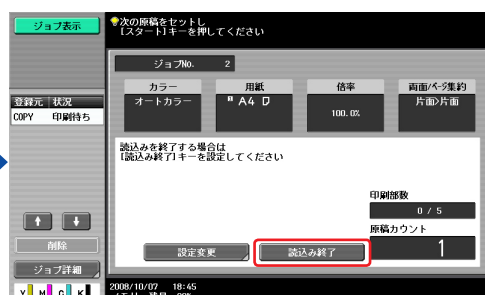 ジョブ表示
次の原稿をセットし
[スタート]キーを押してください
ジョブNo. 2
カラー 用紙 倍率 両面/ページ集約
オートカラー A4 100.0% 片面>片面
登録元 状況
COPY 印刷待ち
読込みを終了する場合は
[読込み終了]キーを設定してください
印刷部数
0 / 5
原稿カウント
1
削除
設定変更 読込み終了
ジョブ詳細
2008/10/07 18:45
Y M C K